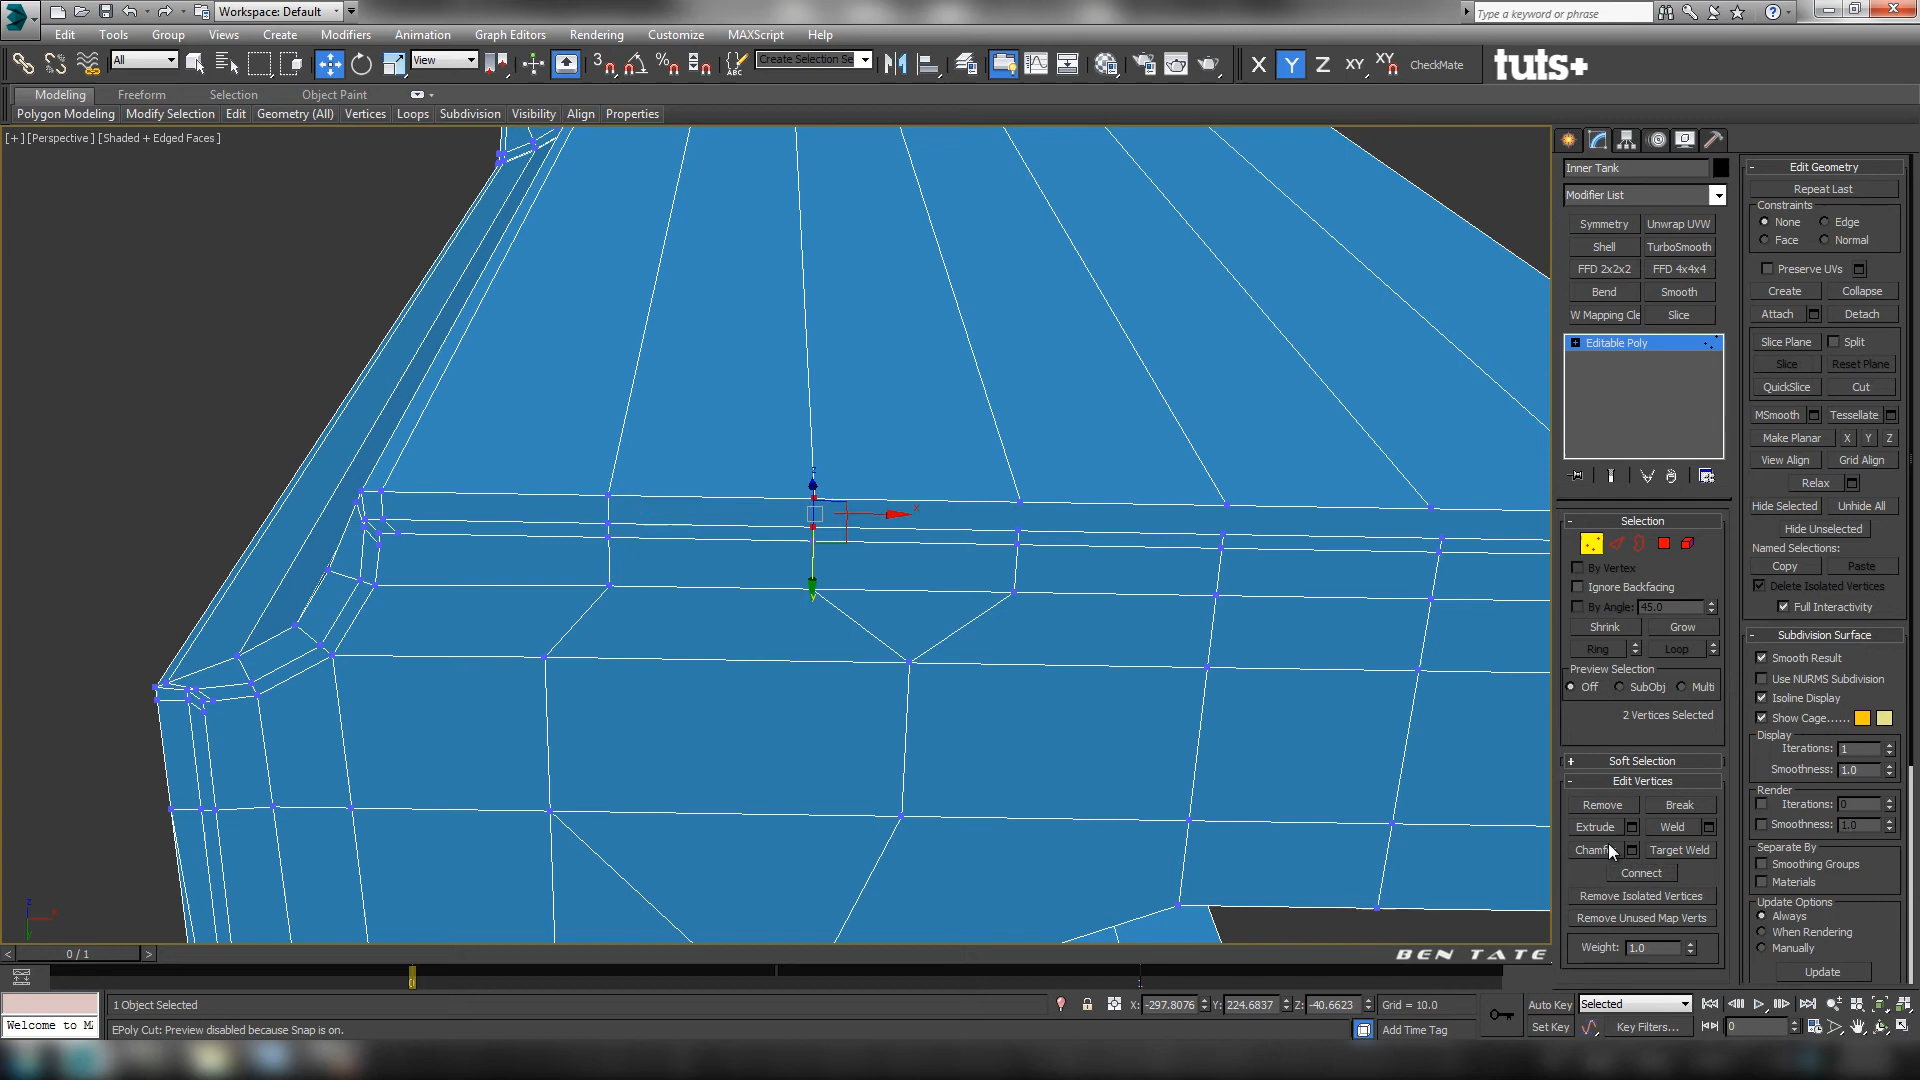 Workspace: Default
Type a keyword or phrase
Edit Tools Group Views Create Modifiers Animation Graph Editors Rendering Customize MAXScript Help
All View Create Selection Se X Y Z XY XY CheckMate tuts+
3
Modeling Freeform Selection Object Paint
Polygon Modeling Modify Selection Edit Geometry (All) Vertices Loops Subdivision Visibility Align Properties
[+] [Perspective] [Shaded + Edged Faces]
z
x
y
z
x
y
Inner Tank
Modifier List
Symmetry Unwrap UVW
Shell TurboSmooth
FFD 2x2x2 FFD 4x4x4
Bend Smooth
W Mapping Cle Slice
Editable Poly
Selection
By Vertex
Ignore Backfacing
By Angle: 45.0
Shrink Grow
Ring Loop
Preview Selection
Off SubObj Multi
2 Vertices Selected
Soft Selection
Edit Vertices
Remove Break
Extrude Weld
Chamf Target Weld
Connect
Remove Isolated Vertices
Remove Unused Map Verts
Weight: 1.0
Edit Geometry
Repeat Last
Constraints
None Edge
Face Normal
Preserve UVs
Create Collapse
Attach Detach
Slice Plane Split
Slice Reset Plane
QuickSlice Cut
MSmooth Tessellate
Make Planar X Y Z
View Align Grid Align
Relax
Hide Selected Unhide All
Hide Unselected
Named Selections:
Copy Paste
Delete Isolated Vertices
Full Interactivity
Subdivision Surface
Smooth Result
Use NURMS Subdivision
Isoline Display
Show Cage......
Display
Iterations: 1
Smoothness: 1.0
Render
Iterations: 0
Smoothness: 1.0
Separate By
Smoothing Groups
Materials
Update Options
Always
When Rendering
Manually
Update
< 0 / 1 >
BEN TATE
0 1
1 Object Selected X: -297.8076 Y: 224.6837 Z: -40.6623 Grid = 10.0 Auto Key Selected
Welcome to M EPoly Cut: Preview disabled because Snap is on. Add Time Tag Set Key Key Filters... 0